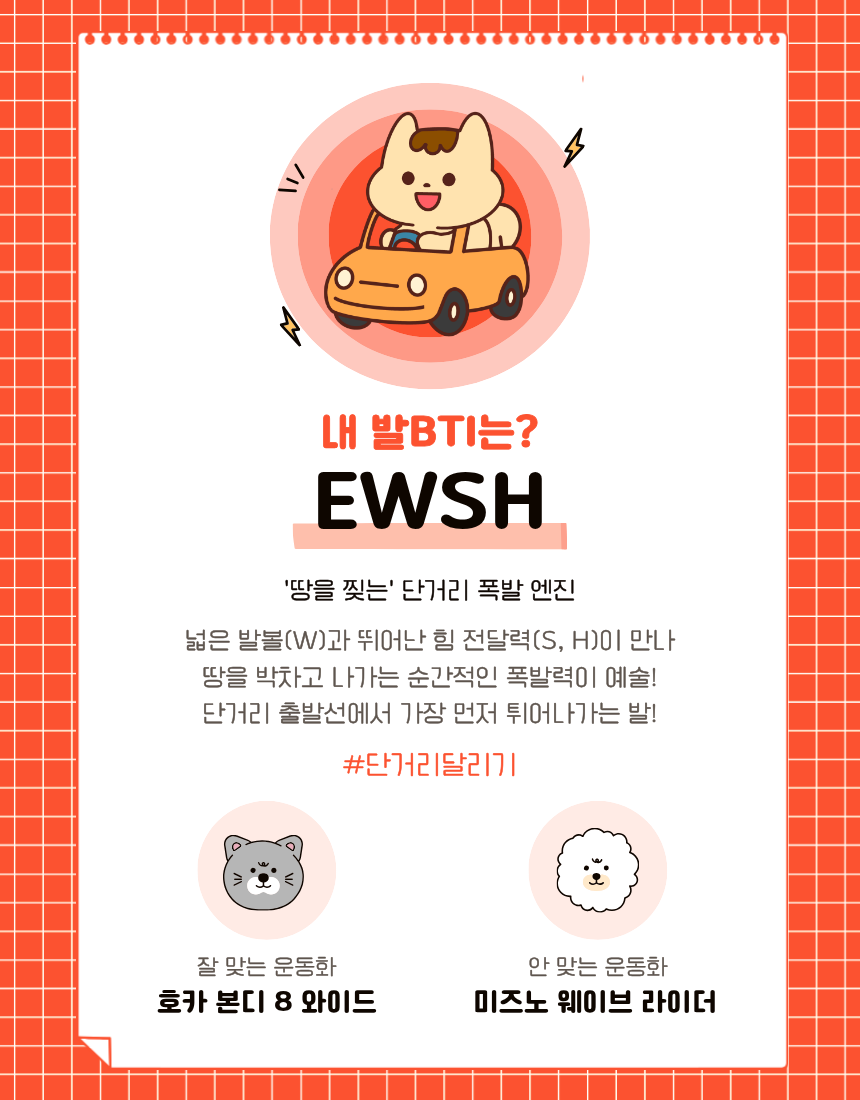 내 발BTI는?
EWSH
'땅을 찢는' 단거리 폭발 엔진
넓은 발볼(W)과 뛰어난 힘 전달력(S, H)이 만나
땅을 박차고 나가는 순간적인 폭발력이 예술!
단거리 출발선에서 가장 먼저 튀어나가는 발!
#단거리달리기
잘 맞는 운동화
호카 본디 8 와이드
안 맞는 운동화
미즈노 웨이브 라이더